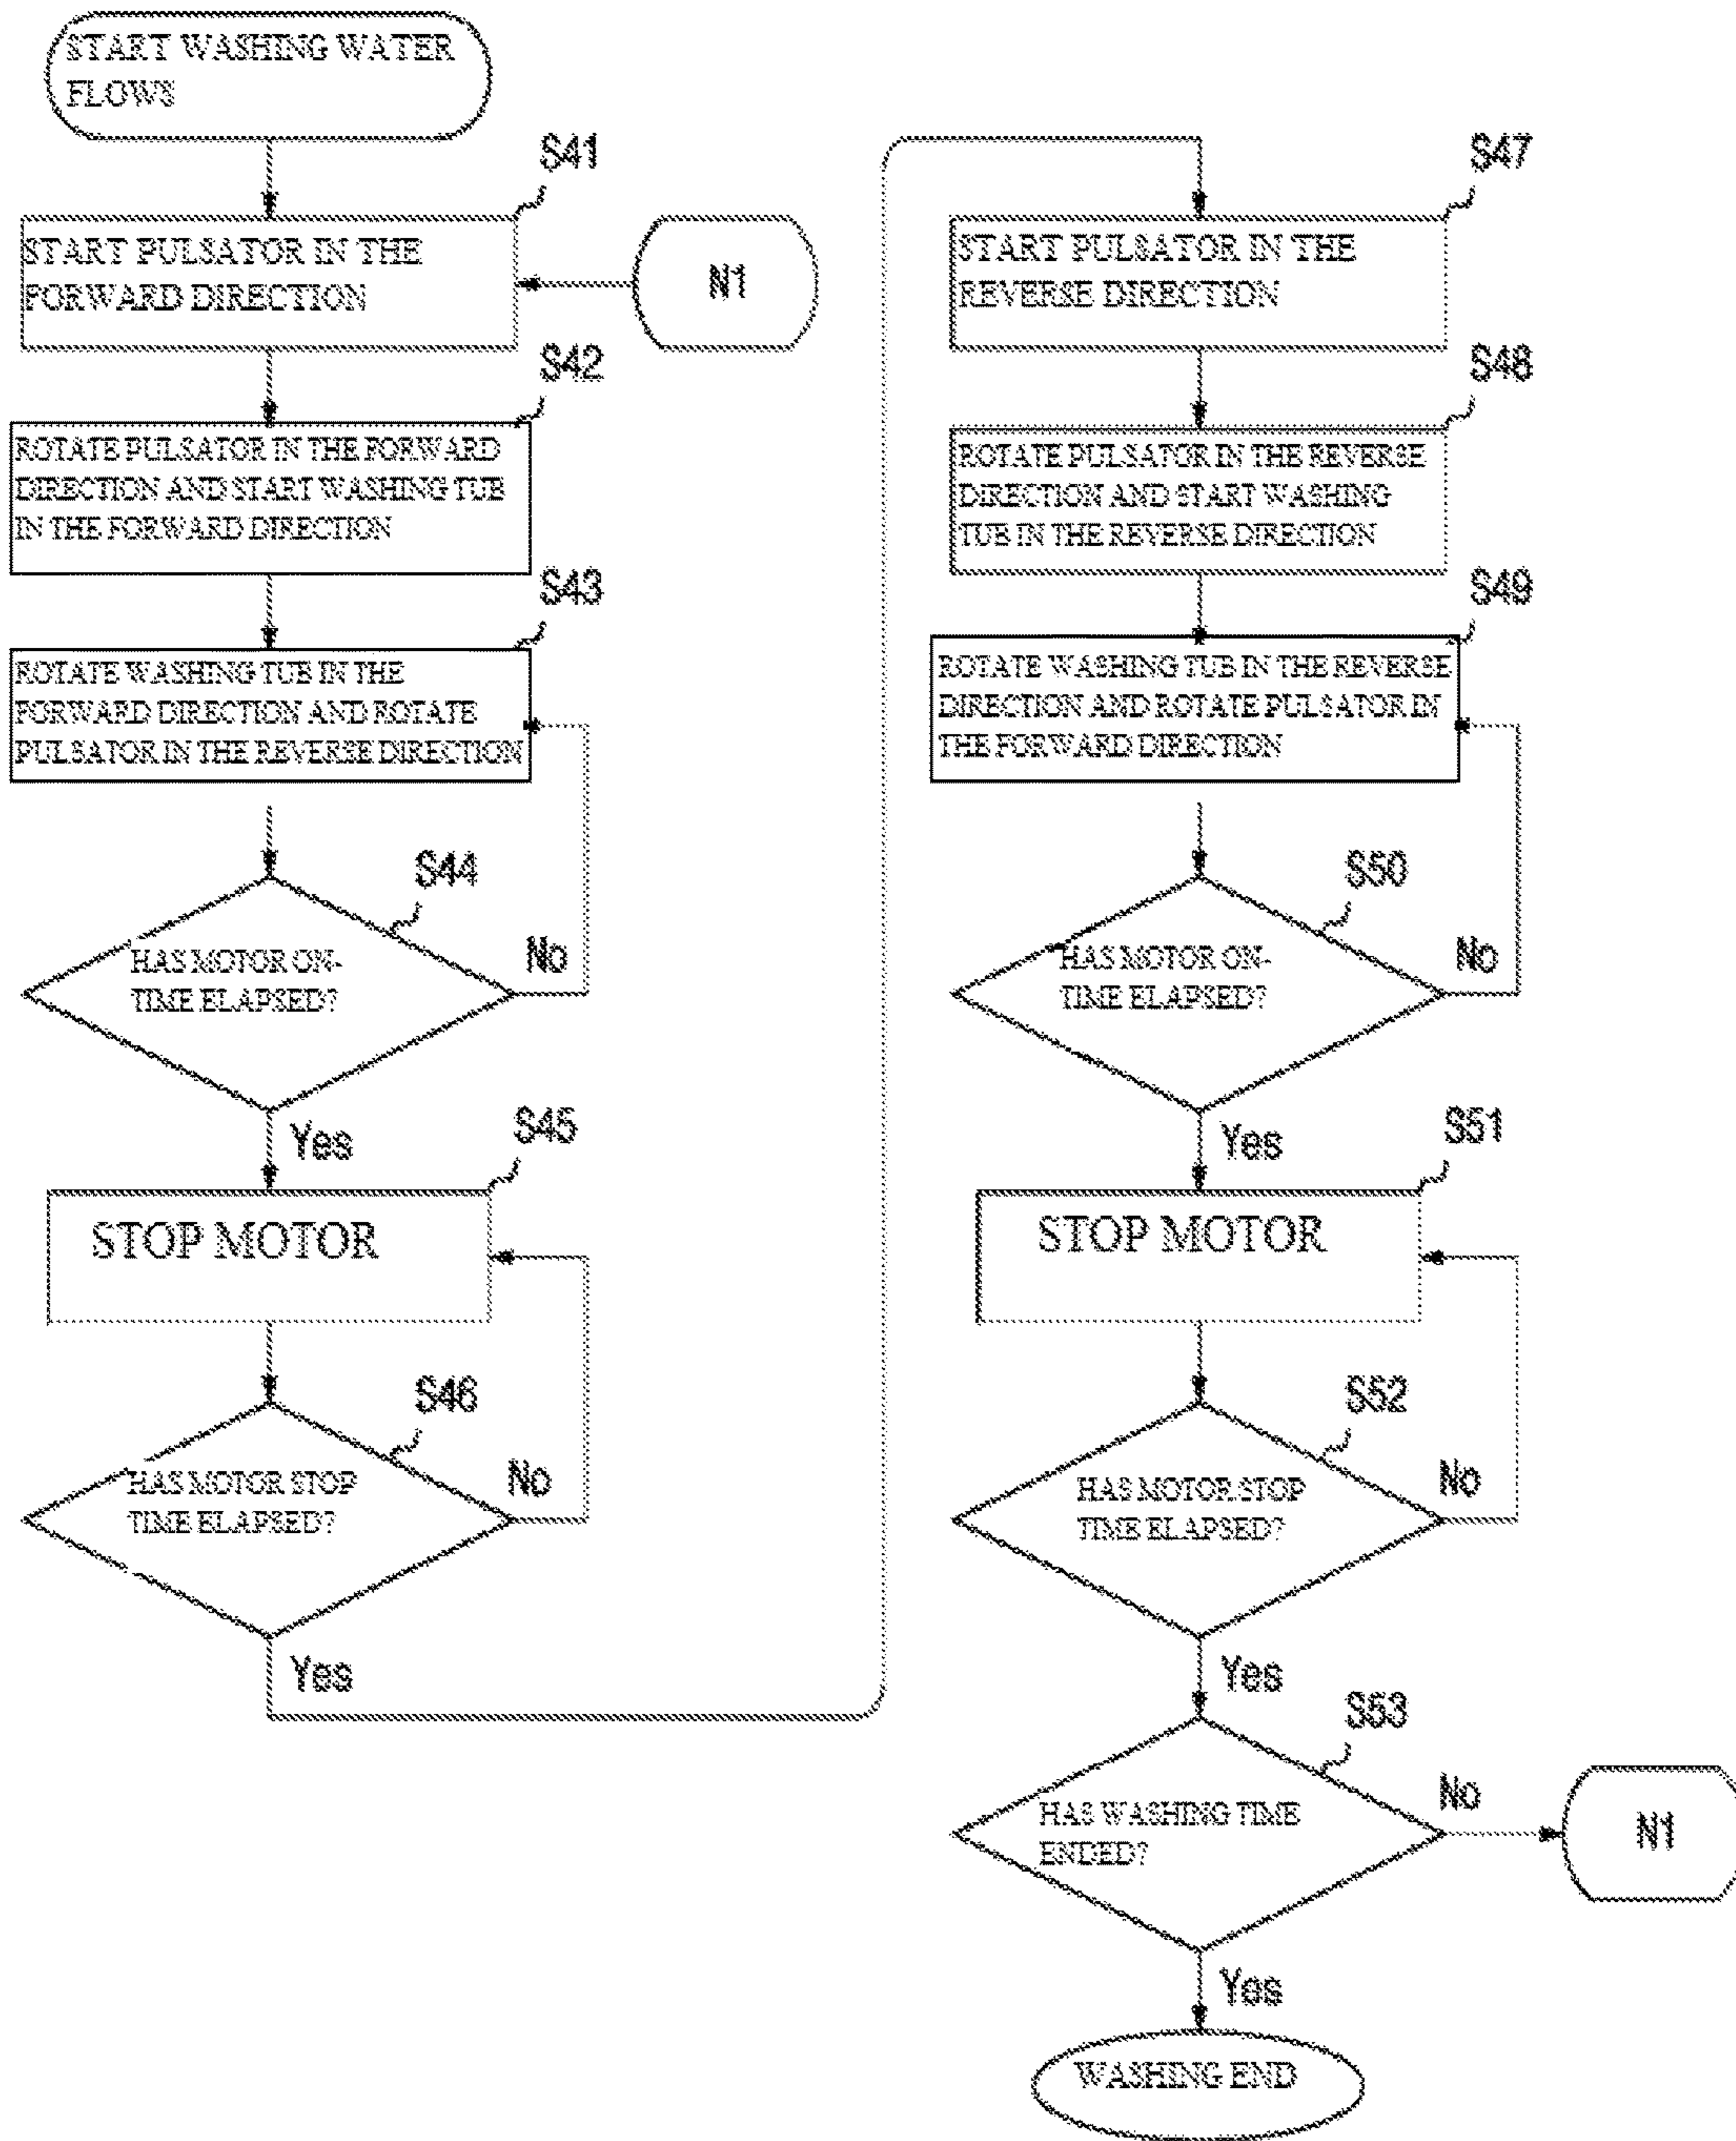 START WASHING WATER
FLOWS
S41
START PULSATOR IN THE
FORWARD DIRECTION
N1
S42
ROTATE PULSATOR IN THE FORWARD
DIRECTION AND START WASHING TUB
IN THE FORWARD DIRECTION
S43
ROTATE WASHING TUB IN THE
FORWARD DIRECTION AND ROTATE
PULSATOR IN THE REVERSE DIRECTION
S44
HAS MOTOR ON-
TIME ELAPSED?
No
Yes
S45
STOP MOTOR
S46
HAS MOTOR STOP
TIME ELAPSED?
No
Yes
S47
START PULSATOR IN THE
REVERSE DIRECTION
S48
ROTATE PULSATOR IN THE REVERSE
DIRECTION AND START WASHING
TUB IN THE REVERSE DIRECTION
S49
ROTATE WASHING TUB IN THE REVERSE
DIRECTION AND ROTATE PULSATOR IN
THE FORWARD DIRECTION
S50
HAS MOTOR ON-
TIME ELAPSED?
No
Yes
S51
STOP MOTOR
S52
HAS MOTOR STOP
TIME ELAPSED?
No
Yes
S53
HAS WASHING TIME
ENDED?
No
N1
Yes
WASHING END